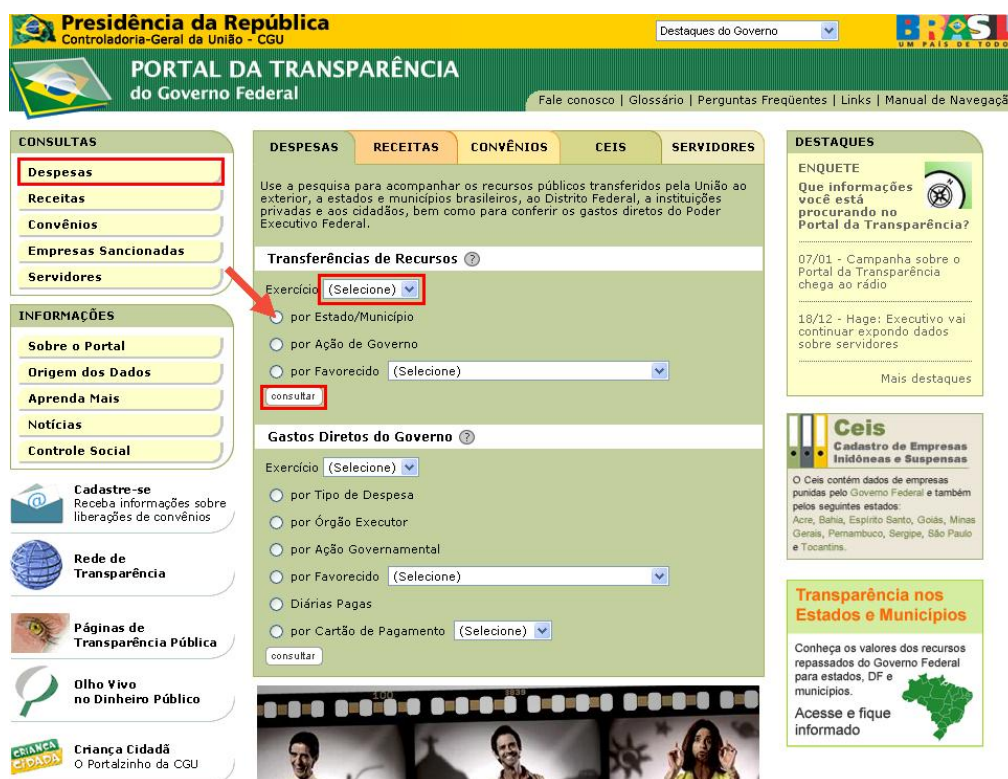 Presidência da República
Controladoria-Geral da União - CGU
Destaques do Governo
BRASIL
UM PAÍS DE TODO
PORTAL DA TRANSPARÊNCIA
do Governo Federal
Fale conosco | Glossário | Perguntas Freqüentes | Links | Manual de Navegaçã
CONSULTAS
Despesas
Receitas
Convênios
Empresas Sancionadas
Servidores
INFORMAÇÕES
Sobre o Portal
Origem dos Dados
Aprenda Mais
Notícias
Controle Social
Cadastre-se
Receba informações sobre
liberações de convênios
Rede de
Transparência
Páginas de
Transparência Pública
Olho Vivo
no Dinheiro Público
CRIANÇA
CIDADÃ
Criança Cidadã
O Portalzinho da CGU
DESPESAS RECEITAS CONVÊNIOS CEIS SERVIDORES
Use a pesquisa para acompanhar os recursos públicos transferidos pela União ao
exterior, a estados e municípios brasileiros, ao Distrito Federal, a instituições
privadas e aos cidadãos, bem como para conferir os gastos diretos do Poder
Executivo Federal.
Transferências de Recursos ?
Exercício (Selecione)
por Estado/Município
por Ação de Governo
por Favorecido (Selecione)
consultar
Gastos Diretos do Governo ?
Exercício (Selecione)
por Tipo de Despesa
por Órgão Executor
por Ação Governamental
por Favorecido (Selecione)
Diárias Pagas
por Cartão de Pagamento (Selecione)
consultar
DESTAQUES
ENQUETE
Que informações
você está
procurando no
Portal da Transparência?
07/01 - Campanha sobre o
Portal da Transparência
chega ao rádio
18/12 - Hage: Executivo vai
continuar expondo dados
sobre servidores
Mais destaques
Ceis
Cadastro de Empresas
Inidôneas e Suspensas
O Ceis contém dados de empresas
punidas pelo Governo Federal e também
pelos seguintes estados:
Acre, Bahia, Espírito Santo, Goiás, Minas
Gerais, Pernambuco, Sergipe, São Paulo
e Tocantins.
Transparência nos
Estados e Municípios
Conheça os valores dos recursos
repassados do Governo Federal
para estados, DF e
municípios.
Acesse e fique
informado